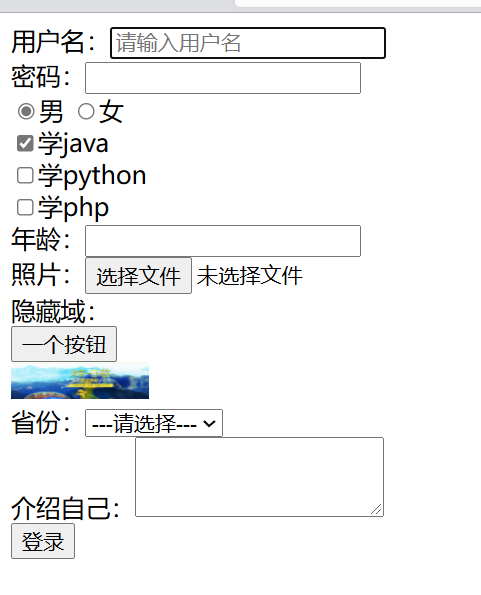 用户名：请输入用户名
密码：
男 女
学java
学python
学php
年龄：
照片：选择文件 未选择文件
隐藏域：
一个按钮
省份：---请选择---
介绍自己：
登录